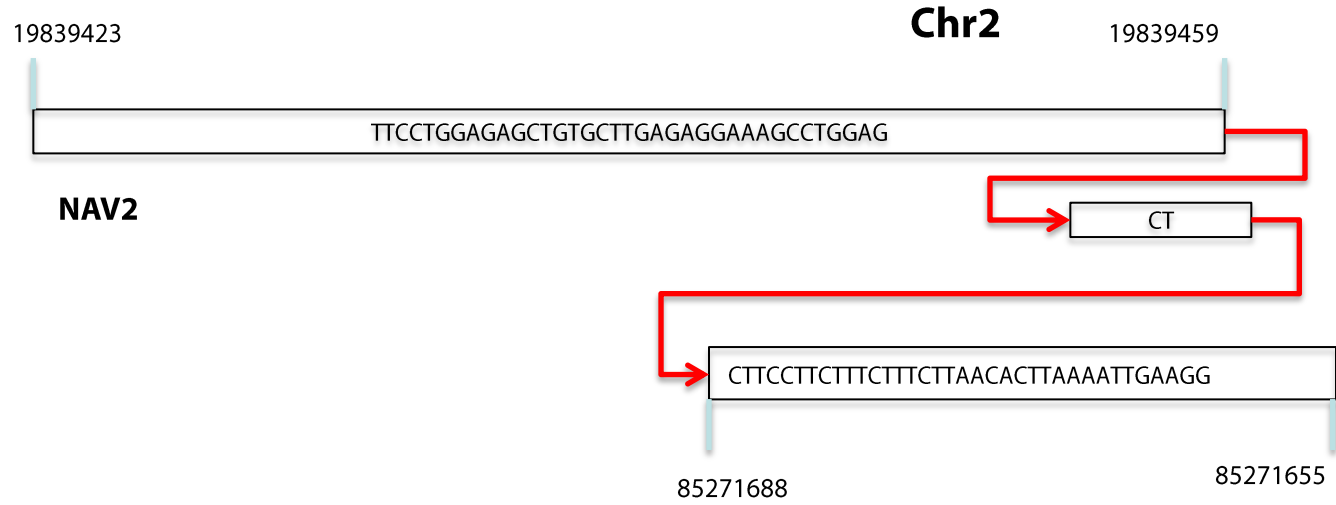 Chr2
19839423
19839459
TTCCTGGAGAGCTGTGCTTGAGAGGAAAGCCTGGAG
NAV2
CT
CTTCCTTCTTTCTTTCTTAACACTTAAAATTGAAGG
85271688
85271655